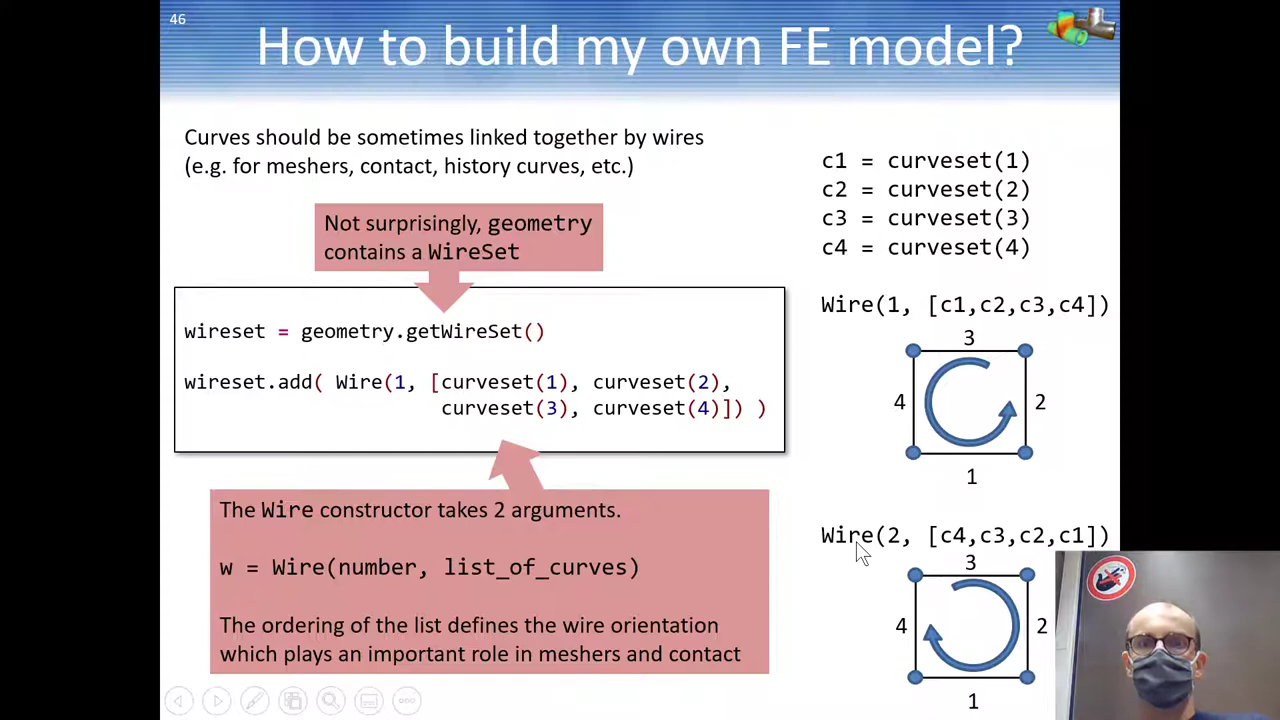 46
How to build my own FE model?
Curves should be sometimes linked together by wires
(e.g. for meshers, contact, history curves, etc.)
Not surprisingly, geometry
contains a WireSet
wireset = geometry.getWireSet()
wireset.add( Wire(1, [curveset(1), curveset(2),
curveset(3), curveset(4)]) )
The Wire constructor takes 2 arguments.
w = Wire(number, list_of_curves)
The ordering of the list defines the wire orientation
which plays an important role in meshers and contact
c1 = curveset(1)
c2 = curveset(2)
c3 = curveset(3)
c4 = curveset(4)
Wire(1, [c1,c2,c3,c4])
3
4
2
1
Wire(2, [c4,c3,c2,c1])
3
4
2
1